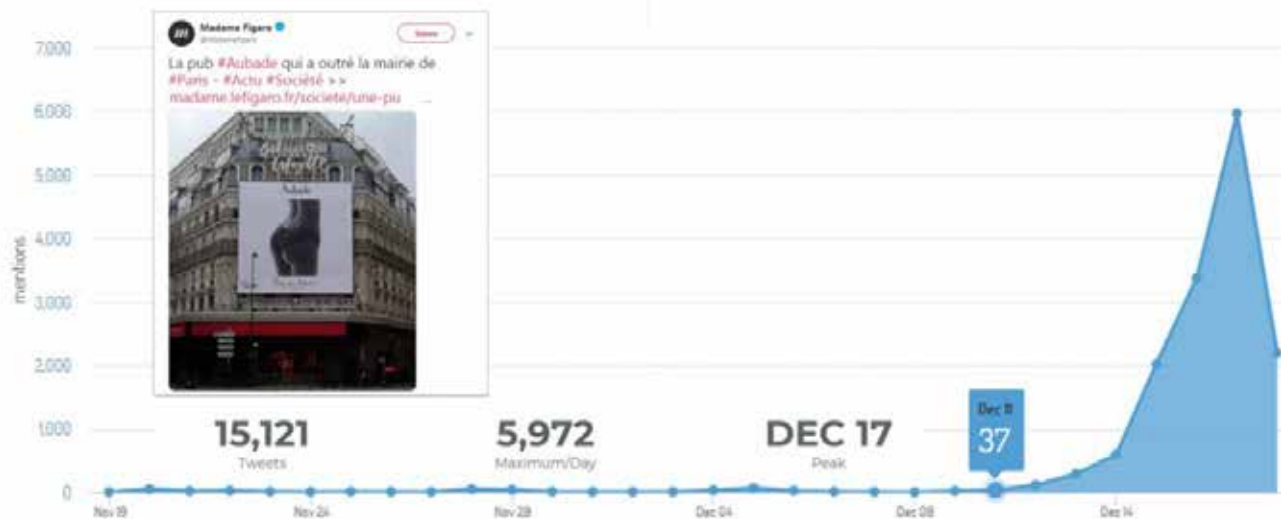 7,000
6,000
5,000
4,000
3,000
2,000
1,000
0
mentions
Madame Figaro
La pub #Aubade qui a outré la mairie de
#Paris - #Actu #Société >>
madame.lefigaro.fr/societe/une-pu ...
Aubade
15,121
Tweets
5,972
Maximum/Day
DEC 17
Peak
Dec 11
37
Nov 19
Nov 24
Nov 29
Dec 04
Dec 09
Dec 14